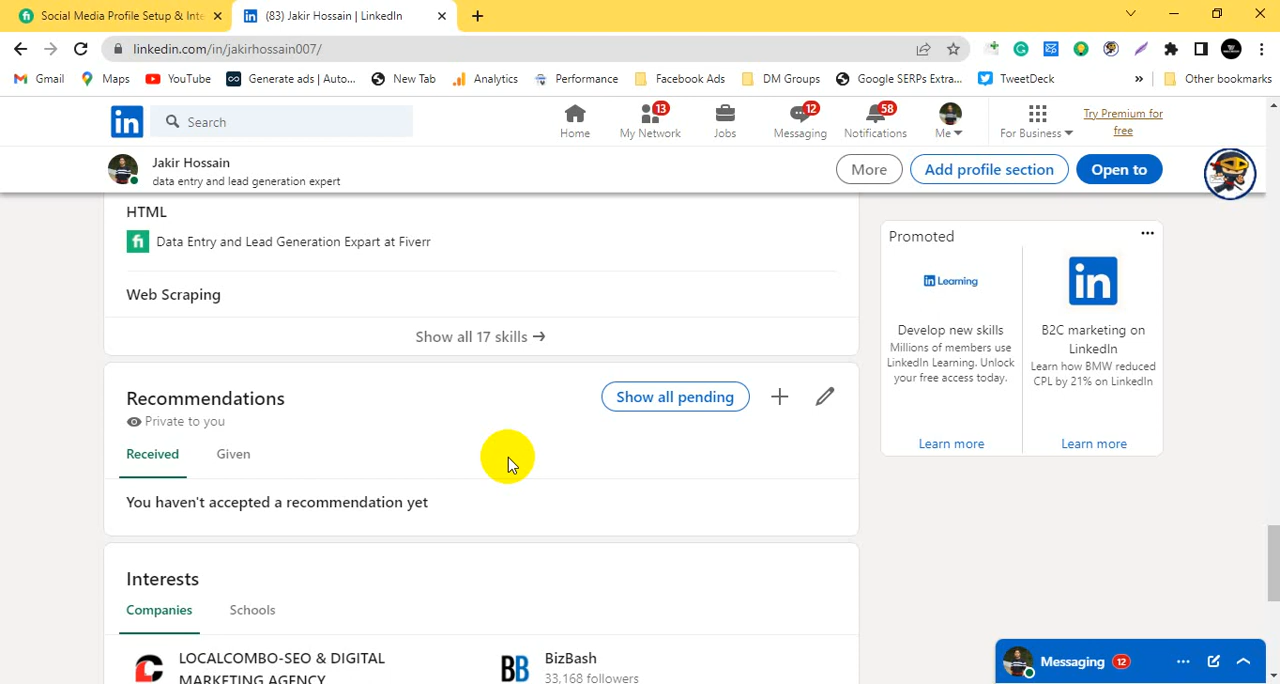 Social Media Profile Setup & Inte
(83) Jakir Hossain | LinkedIn
linkedin.com/in/jakirhossain007/
Gmail
Maps
YouTube
Generate ads | Auto...
New Tab
Analytics
Performance
Facebook Ads
DM Groups
Google SERPs Extra...
TweetDeck
»
Other bookmarks
in
Search
Home
13
My Network
Jobs
12
Messaging
58
Notifications
Me
For Business
Try Premium for
free
Jakir Hossain
data entry and lead generation expert
More
Add profile section
Open to
HTML
fi
Data Entry and Lead Generation Expart at Fiverr
Web Scraping
Show all 17 skills →
Recommendations
Show all pending
Private to you
Received
Given
You haven't accepted a recommendation yet
Interests
Companies
Schools
LOCALCOMBO-SEO & DIGITAL
MARKETING AGENCY
BB
BizBash
33,168 followers
Promoted
in Learning
in
Develop new skills
Millions of members use
LinkedIn Learning. Unlock
your free access today.
Learn more
B2C marketing on
LinkedIn
Learn how BMW reduced
CPL by 21% on LinkedIn
Learn more
Messaging
12